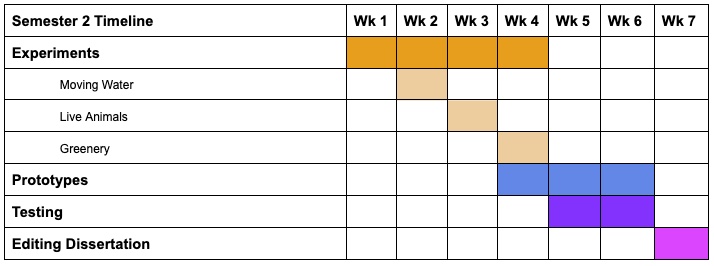 Semester 2 Timeline Wk 1 Wk 2 Wk 3 Wk 4 Wk 5 Wk 6 Wk 7
Experiments
Moving Water
Live Animals
Greenery
Prototypes
Testing
Editing Dissertation